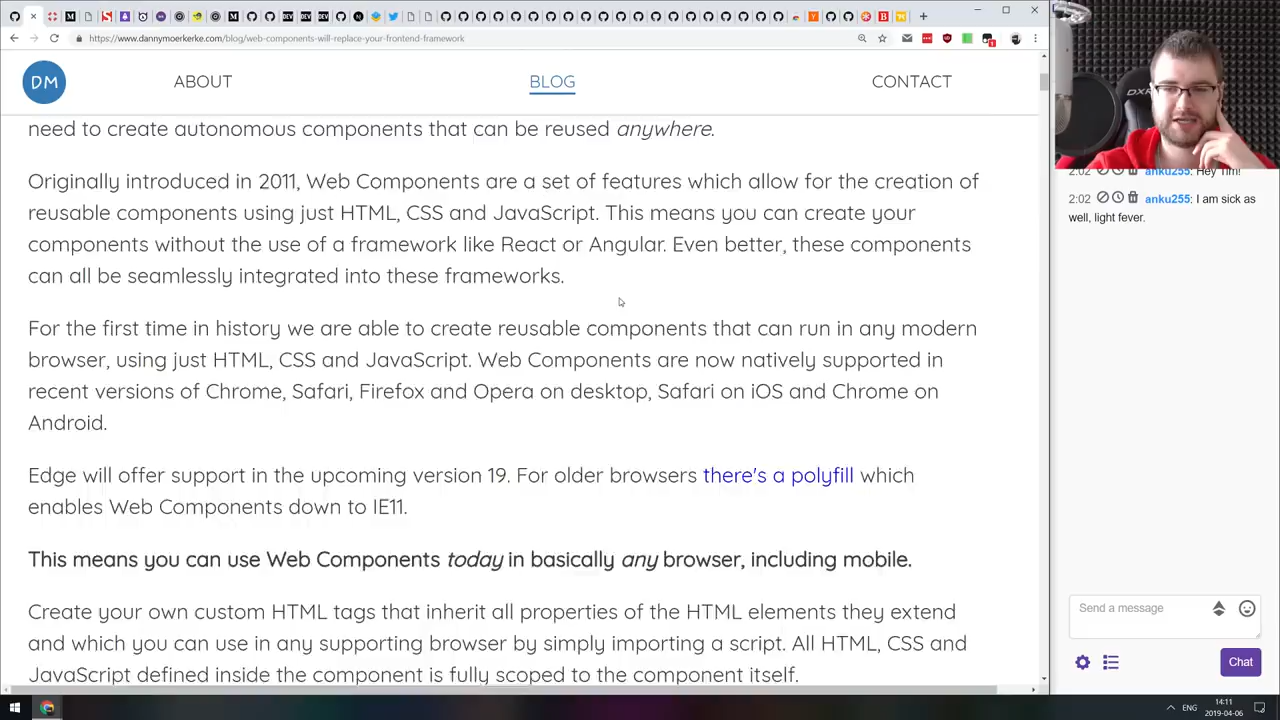 https://www.dannymoerkerke.com/blog/web-components-will-replace-your-frontend-framework
DM
ABOUT
BLOG
CONTACT
need to create autonomous components that can be reused anywhere.
Originally introduced in 2011, Web Components are a set of features which allow for the creation of
reusable components using just HTML, CSS and JavaScript. This means you can create your
components without the use of a framework like React or Angular. Even better, these components
can all be seamlessly integrated into these frameworks.
For the first time in history we are able to create reusable components that can run in any modern
browser, using just HTML, CSS and JavaScript. Web Components are now natively supported in
recent versions of Chrome, Safari, Firefox and Opera on desktop, Safari on iOS and Chrome on
Android.
Edge will offer support in the upcoming version 19. For older browsers there's a polyfill which
enables Web Components down to IE11.
This means you can use Web Components today in basically any browser, including mobile.
Create your own custom HTML tags that inherit all properties of the HTML elements they extend
and which you can use in any supporting browser by simply importing a script. All HTML, CSS and
JavaScript defined inside the component is fully scoped to the component itself.
2:02 anku255: Hey Tim!
2:02 anku255: I am sick as
well, light fever.
Send a message
Chat
ENG
14:11
2019-04-06